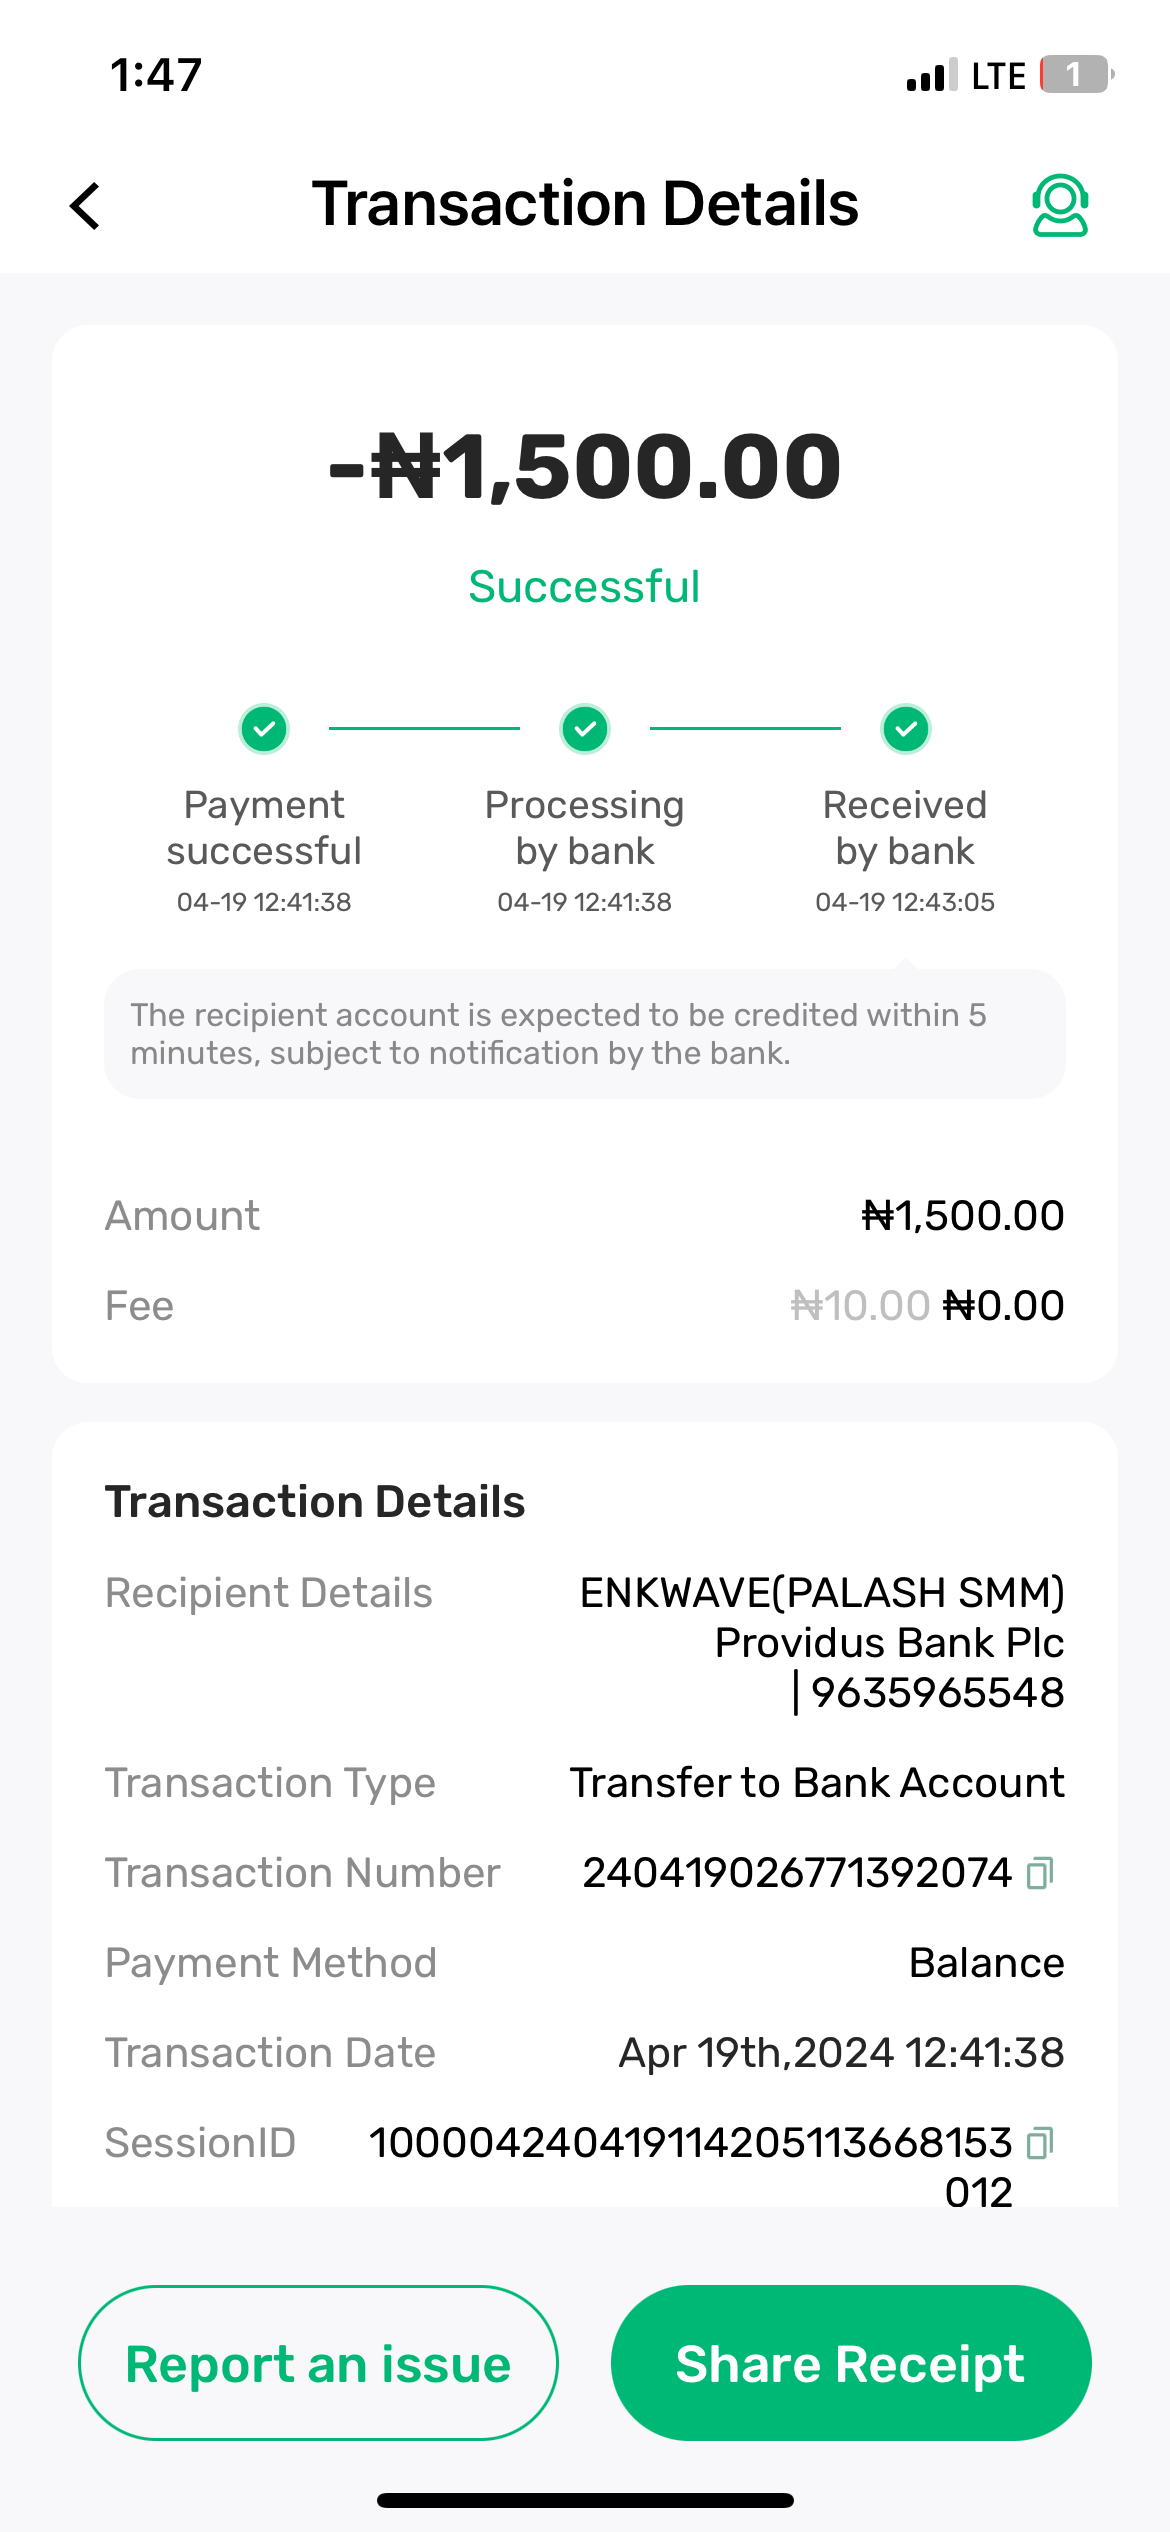 1:47
LTE
1
Transaction Details
-₦1,500.00
Successful
Payment
successful
04-19 12:41:38
Processing
by bank
04-19 12:41:38
Received
by bank
04-19 12:43:05
The recipient account is expected to be credited within 5
minutes, subject to notification by the bank.
Amount ₦1,500.00
Fee ₦10.00 ₦0.00
Transaction Details
Recipient Details ENKWAVE(PALASH SMM)
Providus Bank Plc
| 9635965548
Transaction Type Transfer to Bank Account
Transaction Number 240419026771392074
Payment Method Balance
Transaction Date Apr 19th,2024 12:41:38
SessionID 100004240419114205113668153
012
Report an issue
Share Receipt